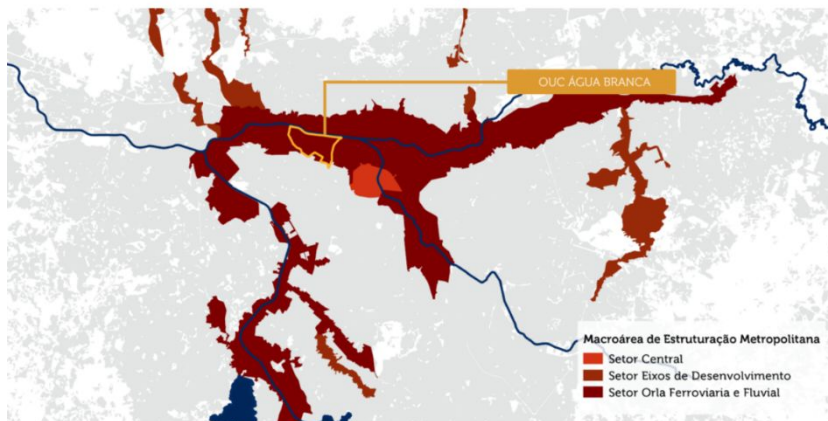 OUC ÁGUA BRANCA
Macroárea de Estruturação Metropolitana
Setor Central
Setor Eixos de Desenvolvimento
Setor Orla Ferroviaria e Fluvial